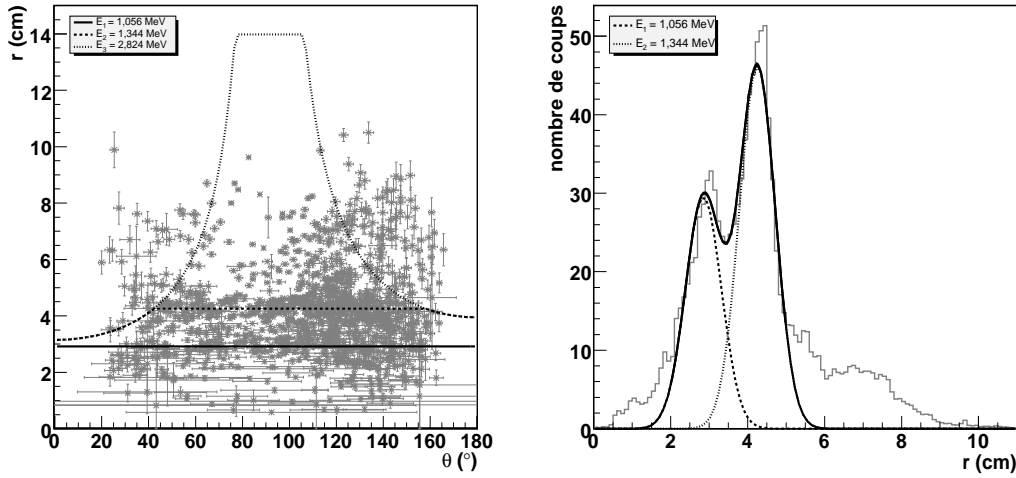 r (cm)
14
12
10
8
6
4
2
0
E1 = 1,056 MeV
E2 = 1,344 MeV
E3 = 2,824 MeV
0 20 40 60 80 100 120 140 160 180
θ (°)
nombre de coups
50
40
30
20
10
0
E1 = 1,056 MeV
E2 = 1,344 MeV
0 2 4 6 8 10
r (cm)